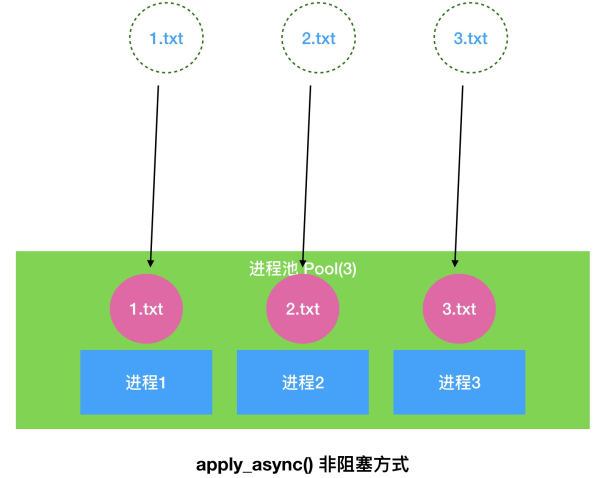 1.txt
2.txt
3.txt
进程池 Pool(3)
1.txt
2.txt
3.txt
进程1
进程2
进程3
apply_async() 非阻塞方式